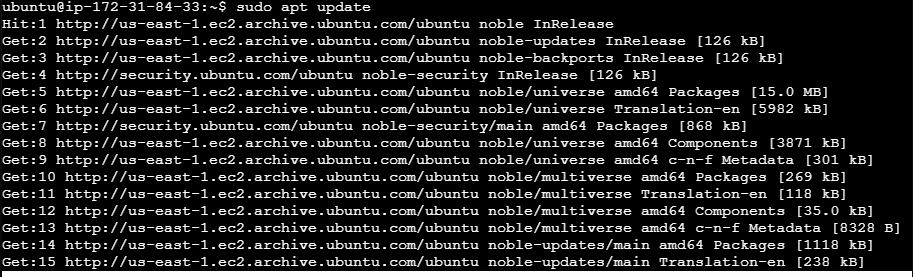 ubuntu@ip-172-31-84-33:~$ sudo apt update
Hit:1 http://us-east-1.ec2.archive.ubuntu.com/ubuntu noble InRelease
Get:2 http://us-east-1.ec2.archive.ubuntu.com/ubuntu noble-updates InRelease [126 kB]
Get:3 http://us-east-1.ec2.archive.ubuntu.com/ubuntu noble-backports InRelease [126 kB]
Get:4 http://security.ubuntu.com/ubuntu noble-security InRelease [126 kB]
Get:5 http://us-east-1.ec2.archive.ubuntu.com/ubuntu noble/universe amd64 Packages [15.0 MB]
Get:6 http://us-east-1.ec2.archive.ubuntu.com/ubuntu noble/universe Translation-en [5982 kB]
Get:7 http://security.ubuntu.com/ubuntu noble-security/main amd64 Packages [868 kB]
Get:8 http://us-east-1.ec2.archive.ubuntu.com/ubuntu noble/universe amd64 Components [3871 kB]
Get:9 http://us-east-1.ec2.archive.ubuntu.com/ubuntu noble/universe amd64 c-n-f Metadata [301 kB]
Get:10 http://us-east-1.ec2.archive.ubuntu.com/ubuntu noble/multiverse amd64 Packages [269 kB]
Get:11 http://us-east-1.ec2.archive.ubuntu.com/ubuntu noble/multiverse Translation-en [118 kB]
Get:12 http://us-east-1.ec2.archive.ubuntu.com/ubuntu noble/multiverse amd64 Components [35.0 kB]
Get:13 http://us-east-1.ec2.archive.ubuntu.com/ubuntu noble/multiverse amd64 c-n-f Metadata [8328 B]
Get:14 http://us-east-1.ec2.archive.ubuntu.com/ubuntu noble-updates/main amd64 Packages [1118 kB]
Get:15 http://us-east-1.ec2.archive.ubuntu.com/ubuntu noble-updates/main Translation-en [238 kB]